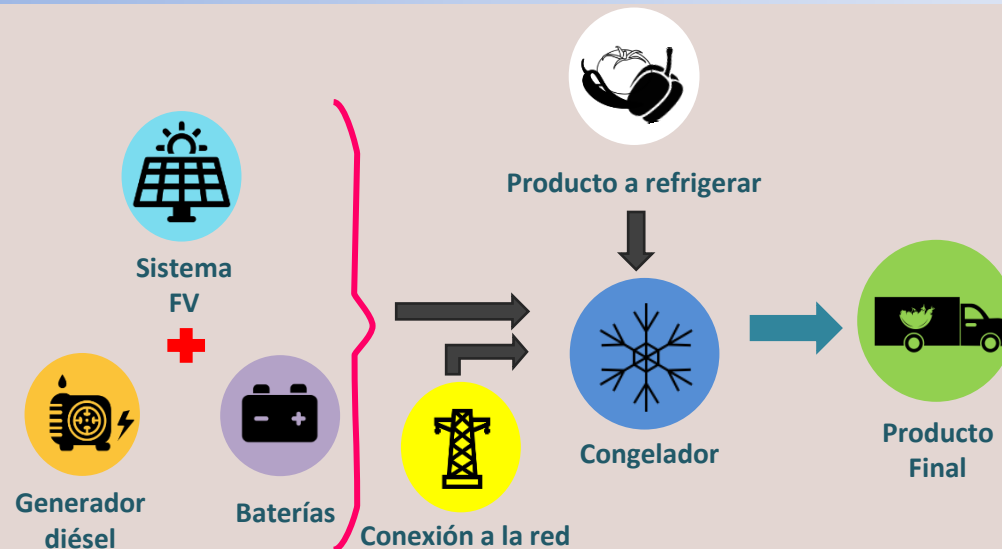 Producto a refrigerar
Sistema
FV
Generador
diésel
Baterías
Conexión a la red
Congelador
Producto
Final